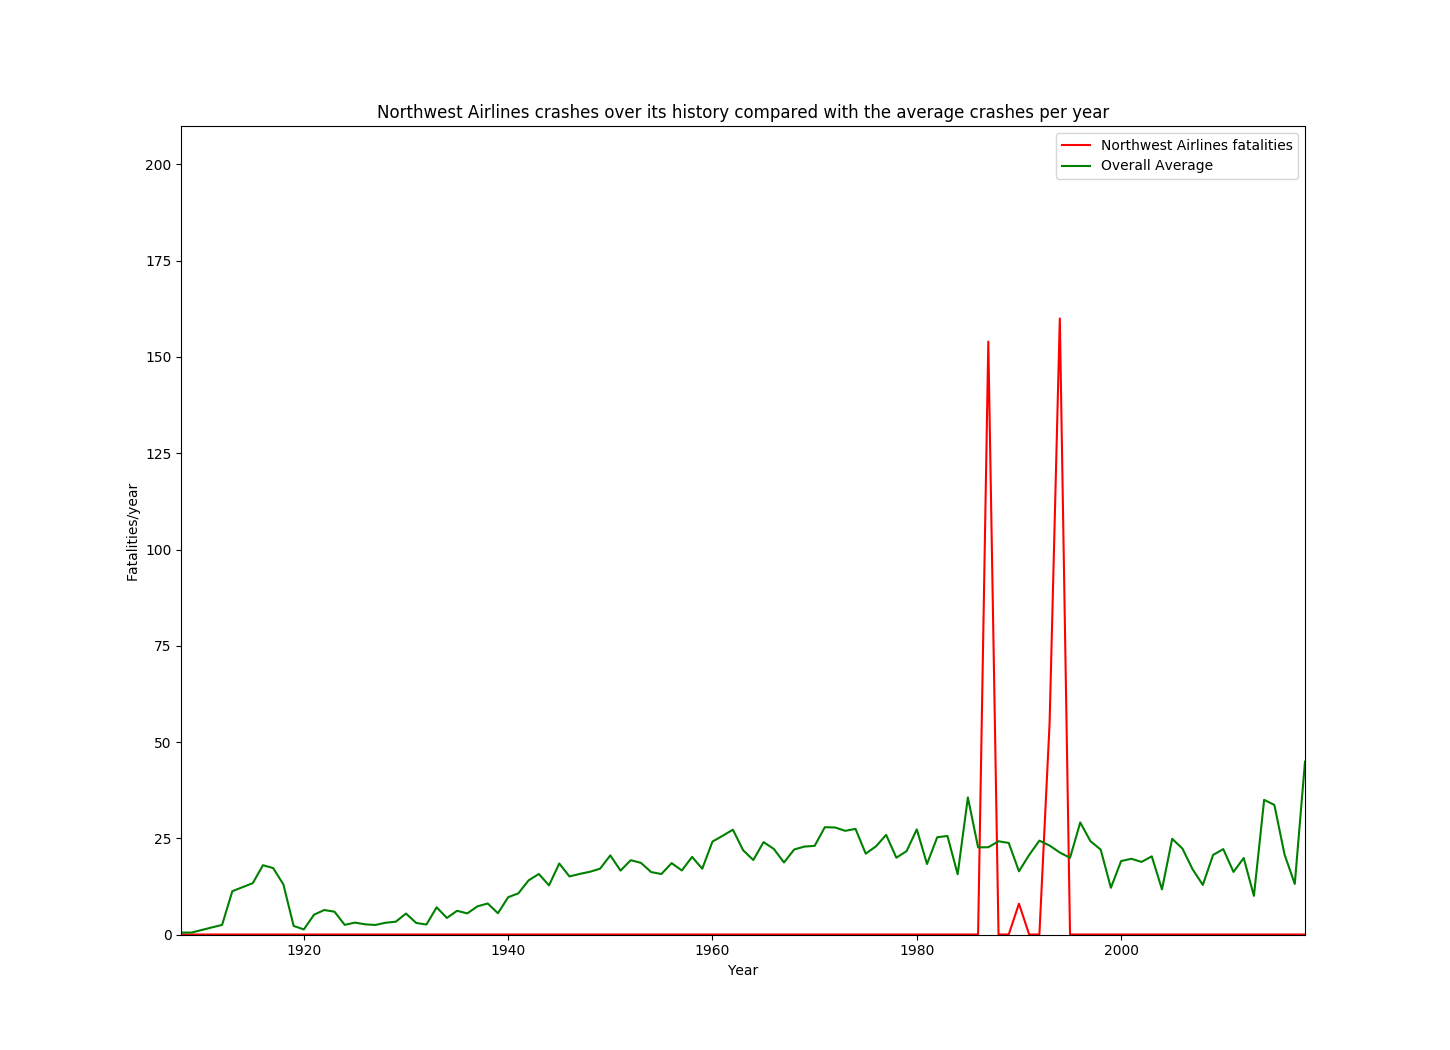 Northwest Airlines crashes over its history compared with the average crashes per year
Northwest Airlines fatalities
Overall Average
200
175
150
125
100
75
50
25
0
Fatalities/year
1920 1940 1960 1980 2000
Year